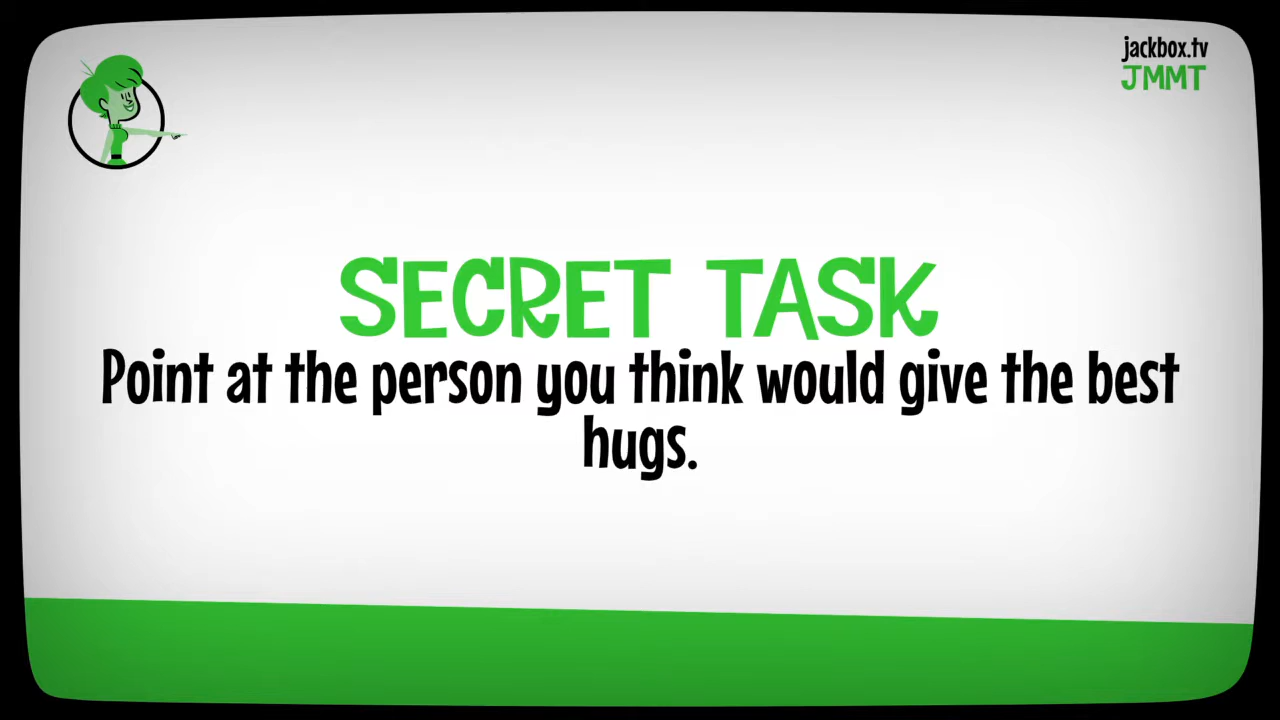 jackbox.tv
JMMT
SECRET TASK
Point at the person you think would give the best
hugs.